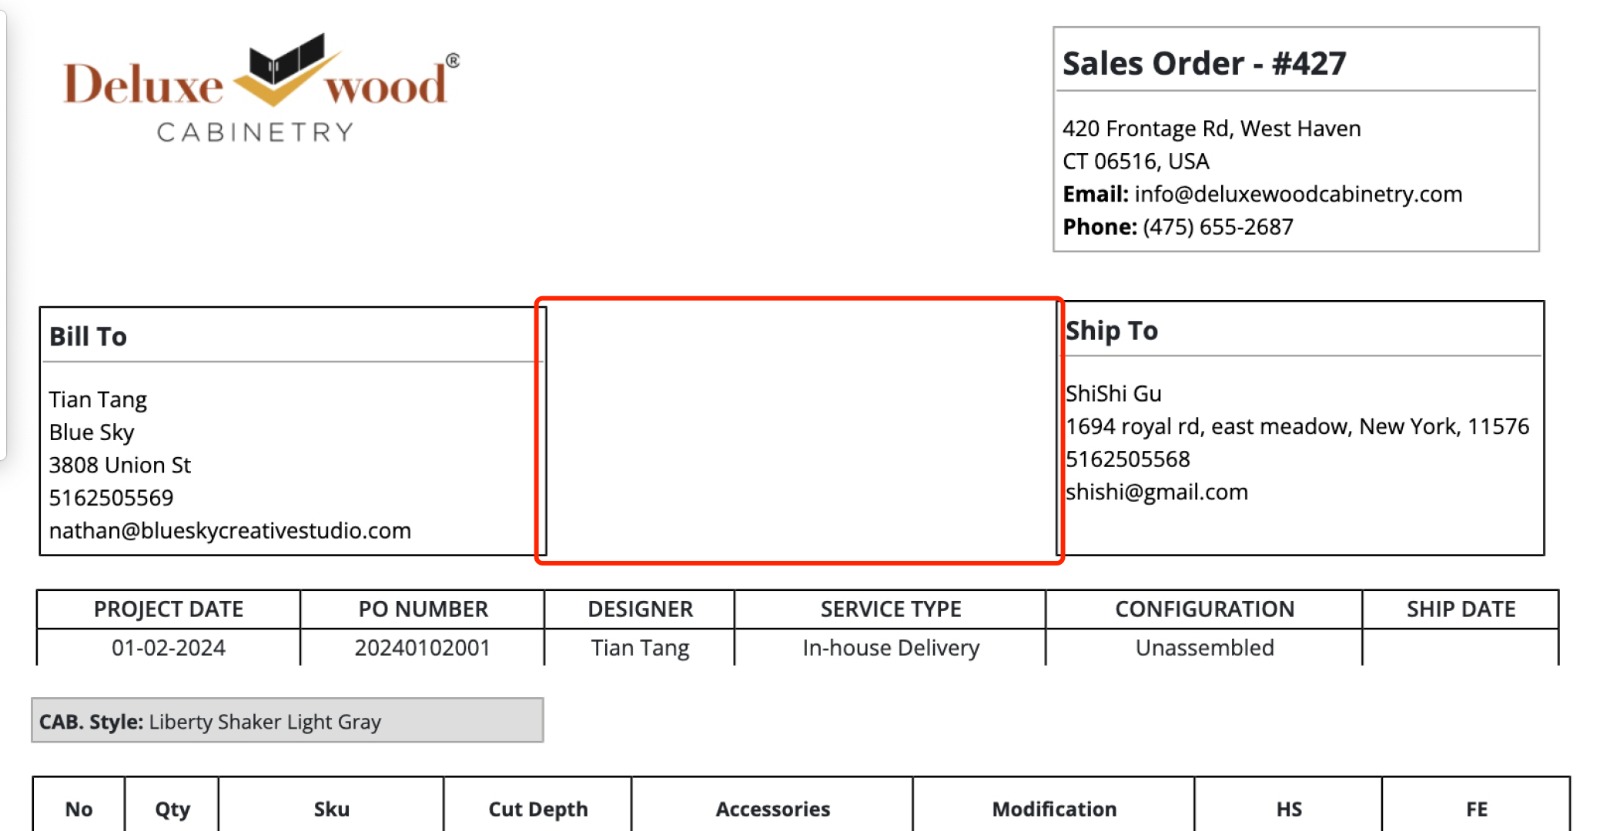 Deluxe wood®
CABINETRY
Sales Order - #427
420 Frontage Rd, West Haven
CT 06516, USA
Email: info@deluxewoodcabinetry.com
Phone: (475) 655-2687
Bill To
Tian Tang
Blue Sky
3808 Union St
5162505569
nathan@blueskycreativestudio.com
Ship To
ShiShi Gu
1694 royal rd, east meadow, New York, 11576
5162505568
shishi@gmail.com
PROJECT DATE PO NUMBER DESIGNER SERVICE TYPE CONFIGURATION SHIP DATE
01-02-2024 20240102001 Tian Tang In-house Delivery Unassembled
CAB. Style: Liberty Shaker Light Gray
No Qty Sku Cut Depth Accessories Modification HS FE